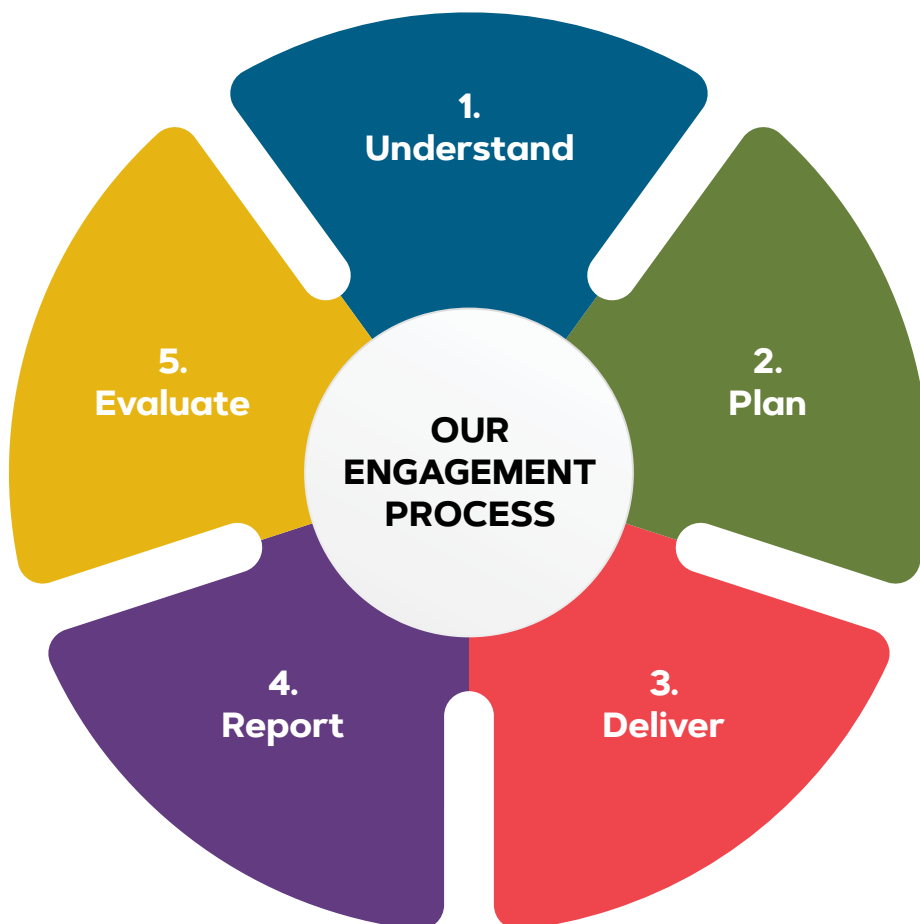 1.
Understand
2.
Plan
3.
Deliver
4.
Report
5.
Evaluate
OUR
ENGAGEMENT
PROCESS